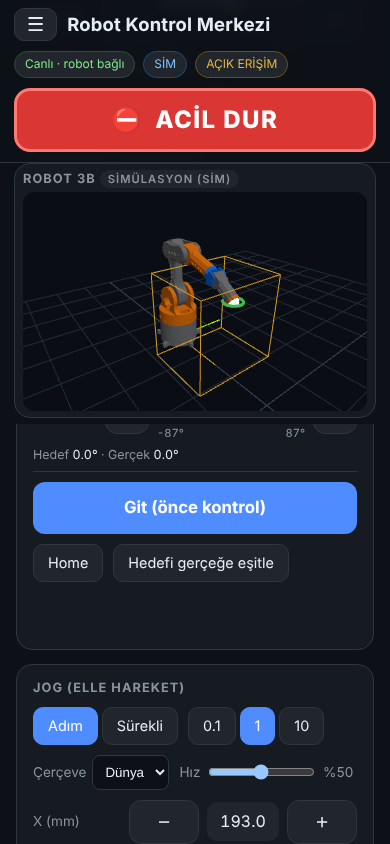 ☰ Robot Kontrol Merkezi
Canlı · robot bağlı SİM AÇIK ERİŞİM
⛔ ACİL DUR
ROBOT 3B SİMÜLASYON (SİM)
-87° 87°
Hedef 0.0° · Gerçek 0.0°
Git (önce kontrol)
Home Hedefi gerçeğe eşitle
JOG (ELLE HAREKET)
Adım Sürekli 0.1 1 10
Çerçeve Dünya Hız %50
X (mm) − 193.0 +